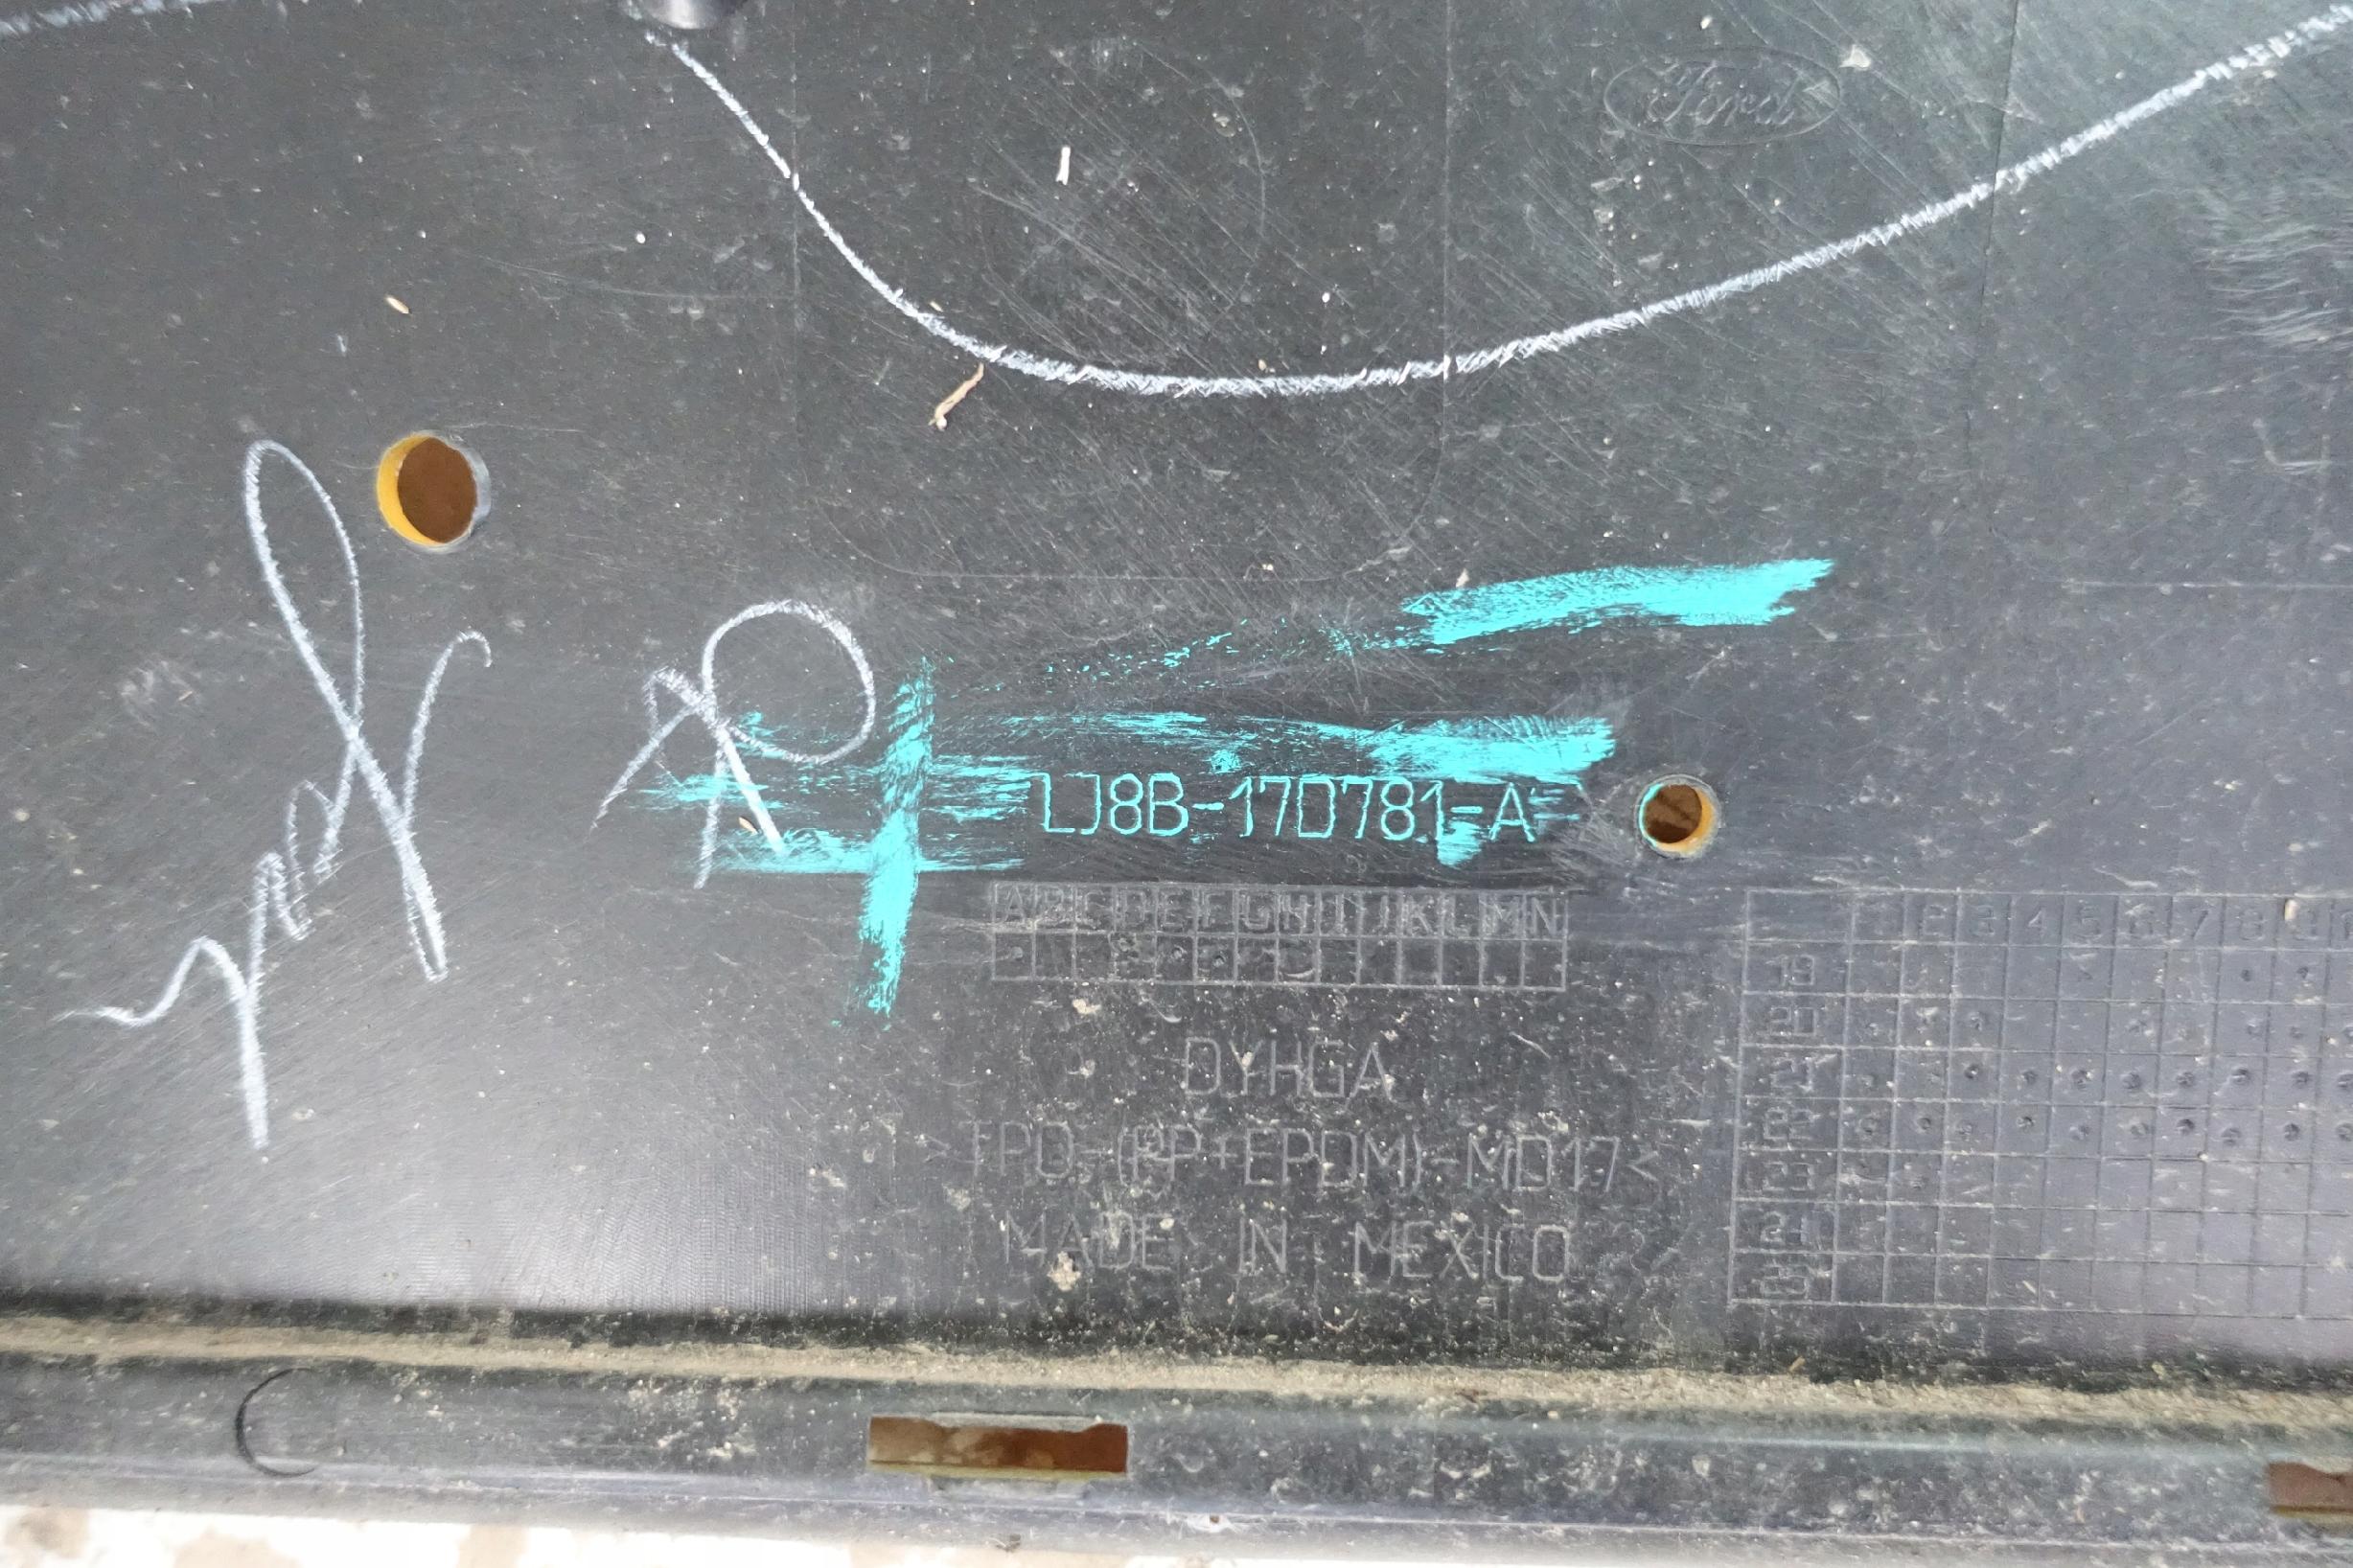 Ford
LJ8B-17D781-A
A B C D E F G H I J K L M N
1 2 3 4 5 6 7 8 9
19
20
21
22
23
24
25
DYHGA
>TPO-(PP+EPDM)-MD17<
MADE IN MEXICO